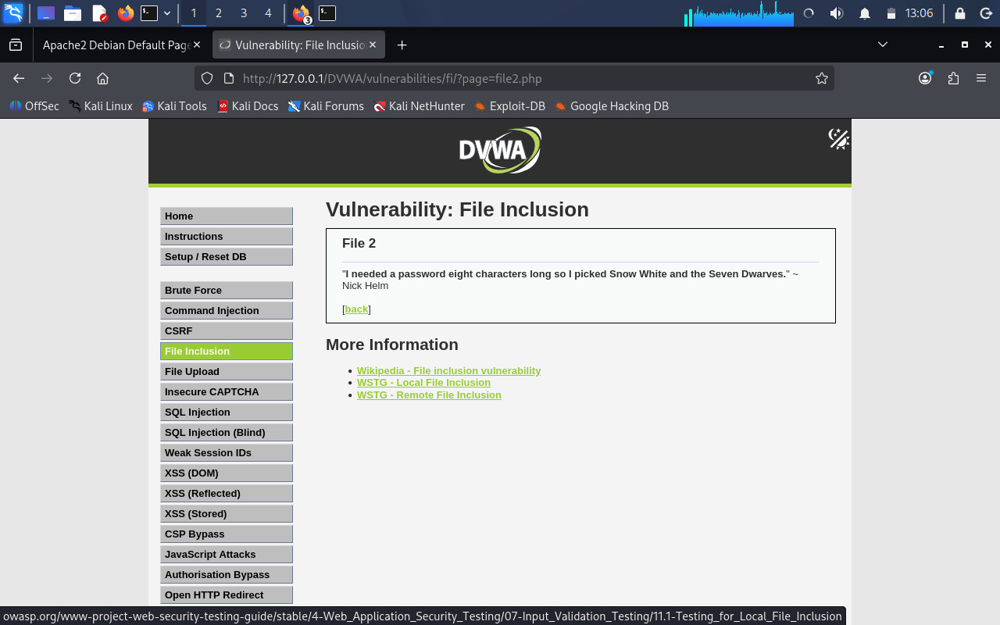 1 2 3 4 3 13:06
Apache2 Debian Default Page Vulnerability: File Inclusio
http://127.0.0.1/DVWA/vulnerabilities/fi/?page=file2.php
OffSec Kali Linux Kali Tools Kali Docs Kali Forums Kali NetHunter Exploit-DB Google Hacking DB
DVWA
Home
Instructions
Setup / Reset DB
Brute Force
Command Injection
CSRF
File Inclusion
File Upload
Insecure CAPTCHA
SQL Injection
SQL Injection (Blind)
Weak Session IDs
XSS (DOM)
XSS (Reflected)
XSS (Stored)
CSP Bypass
JavaScript Attacks
Authorisation Bypass
Open HTTP Redirect
Vulnerability: File Inclusion
File 2
"I needed a password eight characters long so I picked Snow White and the Seven Dwarves." ~
Nick Helm
[back]
More Information
• Wikipedia - File inclusion vulnerability
• WSTG - Local File Inclusion
• WSTG - Remote File Inclusion
owasp.org/www-project-web-security-testing-guide/stable/4-Web_Application_Security_Testing/07-Input_Validation_Testing/11.1-Testing_for_Local_File_Inclusion